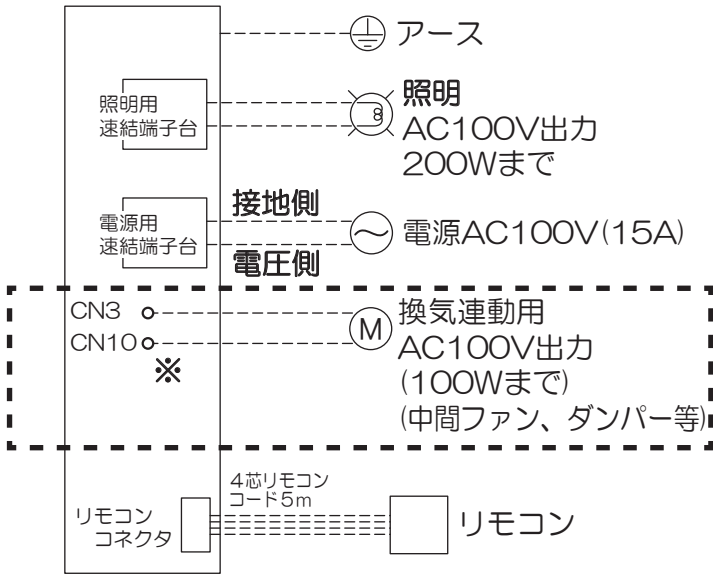 アース
照明用
速結端子台
照明
AC100V出力
200Wまで
電源用
速結端子台
接地側
電圧側
電源AC100V(15A)
CN3
CN10
※
M
換気連動用
AC100V出力
(100Wまで)
(中間ファン、ダンパー等)
4芯リモコン
コード5m
リモコン
コネクタ
リモコン